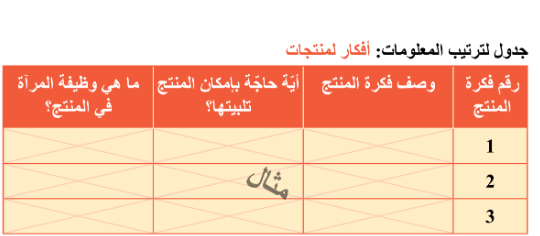 جدول لترتيب المعلومات: أفكار لمنتجات
رقم فكرة المنتج
وصف فكرة المنتج
أيّة حاجّة بإمكان المنتج تلبيتها؟
ما هي وظيفة المرآة في المنتج؟
1
2
مثال
3